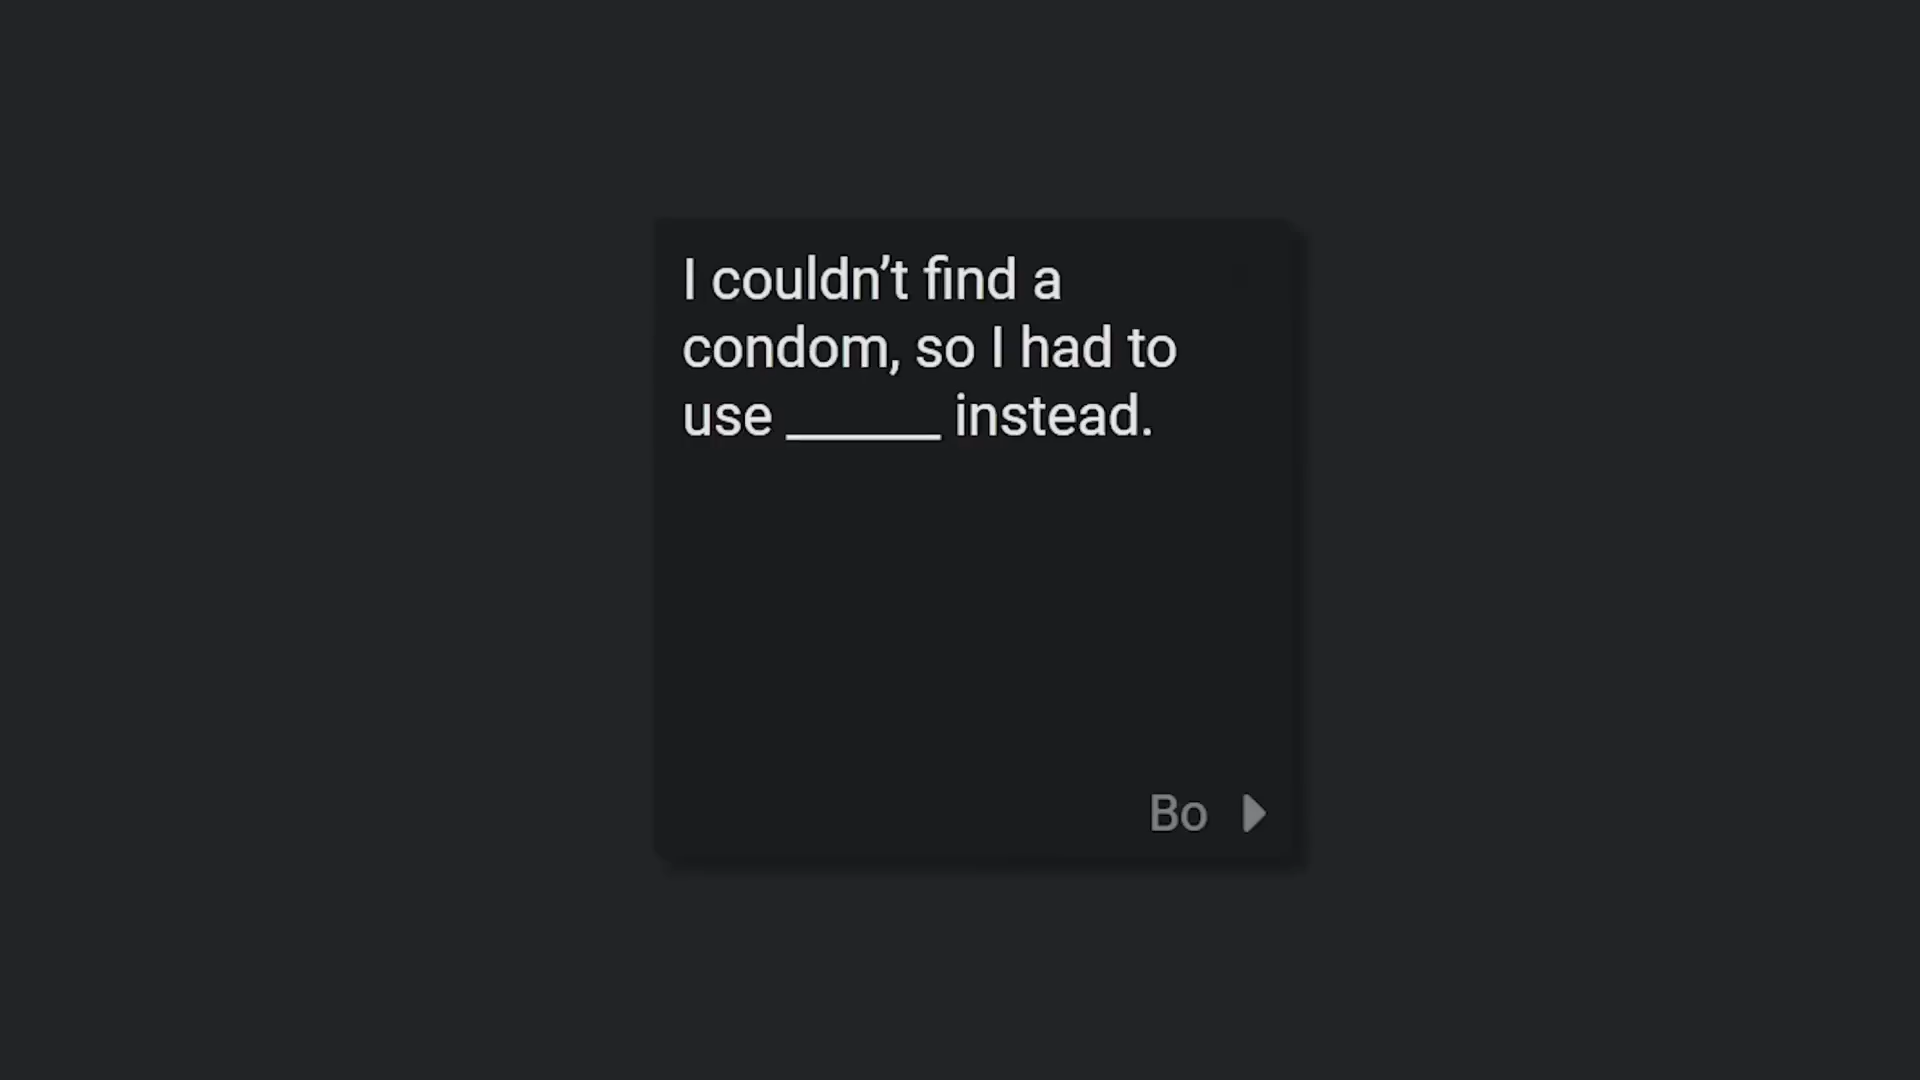 I couldn’t find a
condom, so I had to
use ______ instead.
Bo